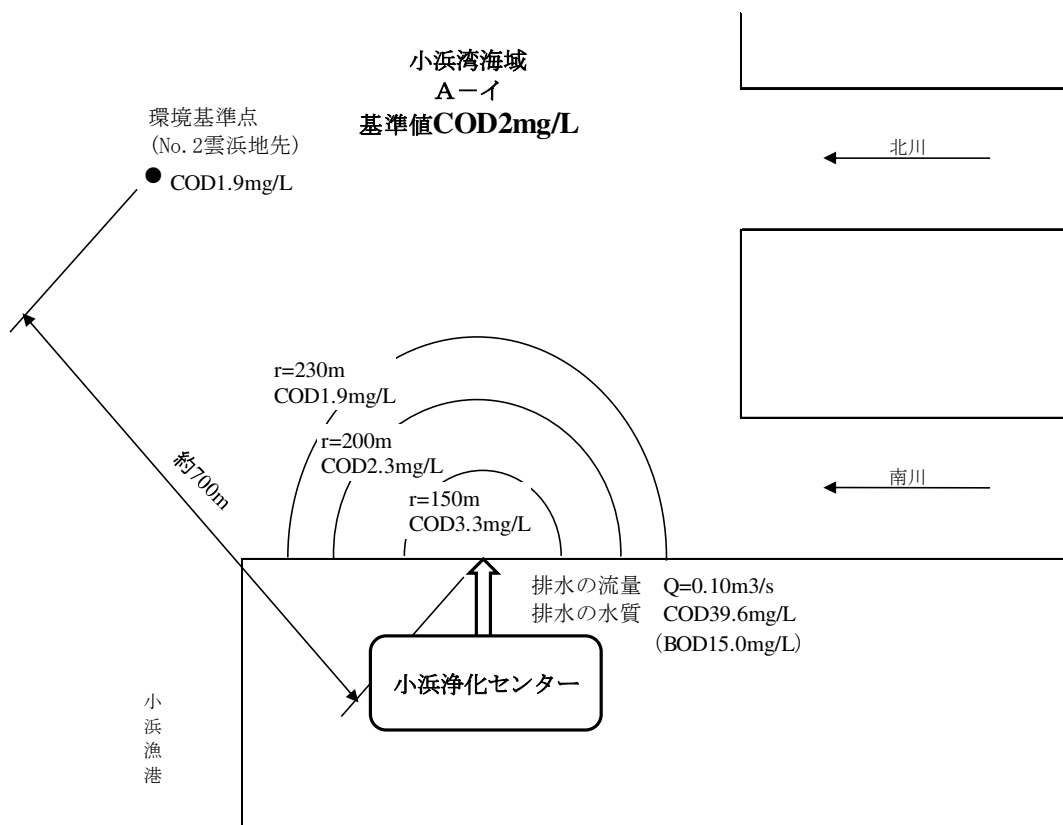 小浜湾海域
A－イ
基準値COD2mg/L
環境基準点
(No.2雲浜地先)
COD1.9mg/L
北川
r=230m
COD1.9mg/L
r=200m
COD2.3mg/L
r=150m
COD3.3mg/L
約700m
南川
排水の流量 Q=0.10m3/s
排水の水質 COD39.6mg/L
(BOD15.0mg/L)
小浜浄化センター
小浜漁港